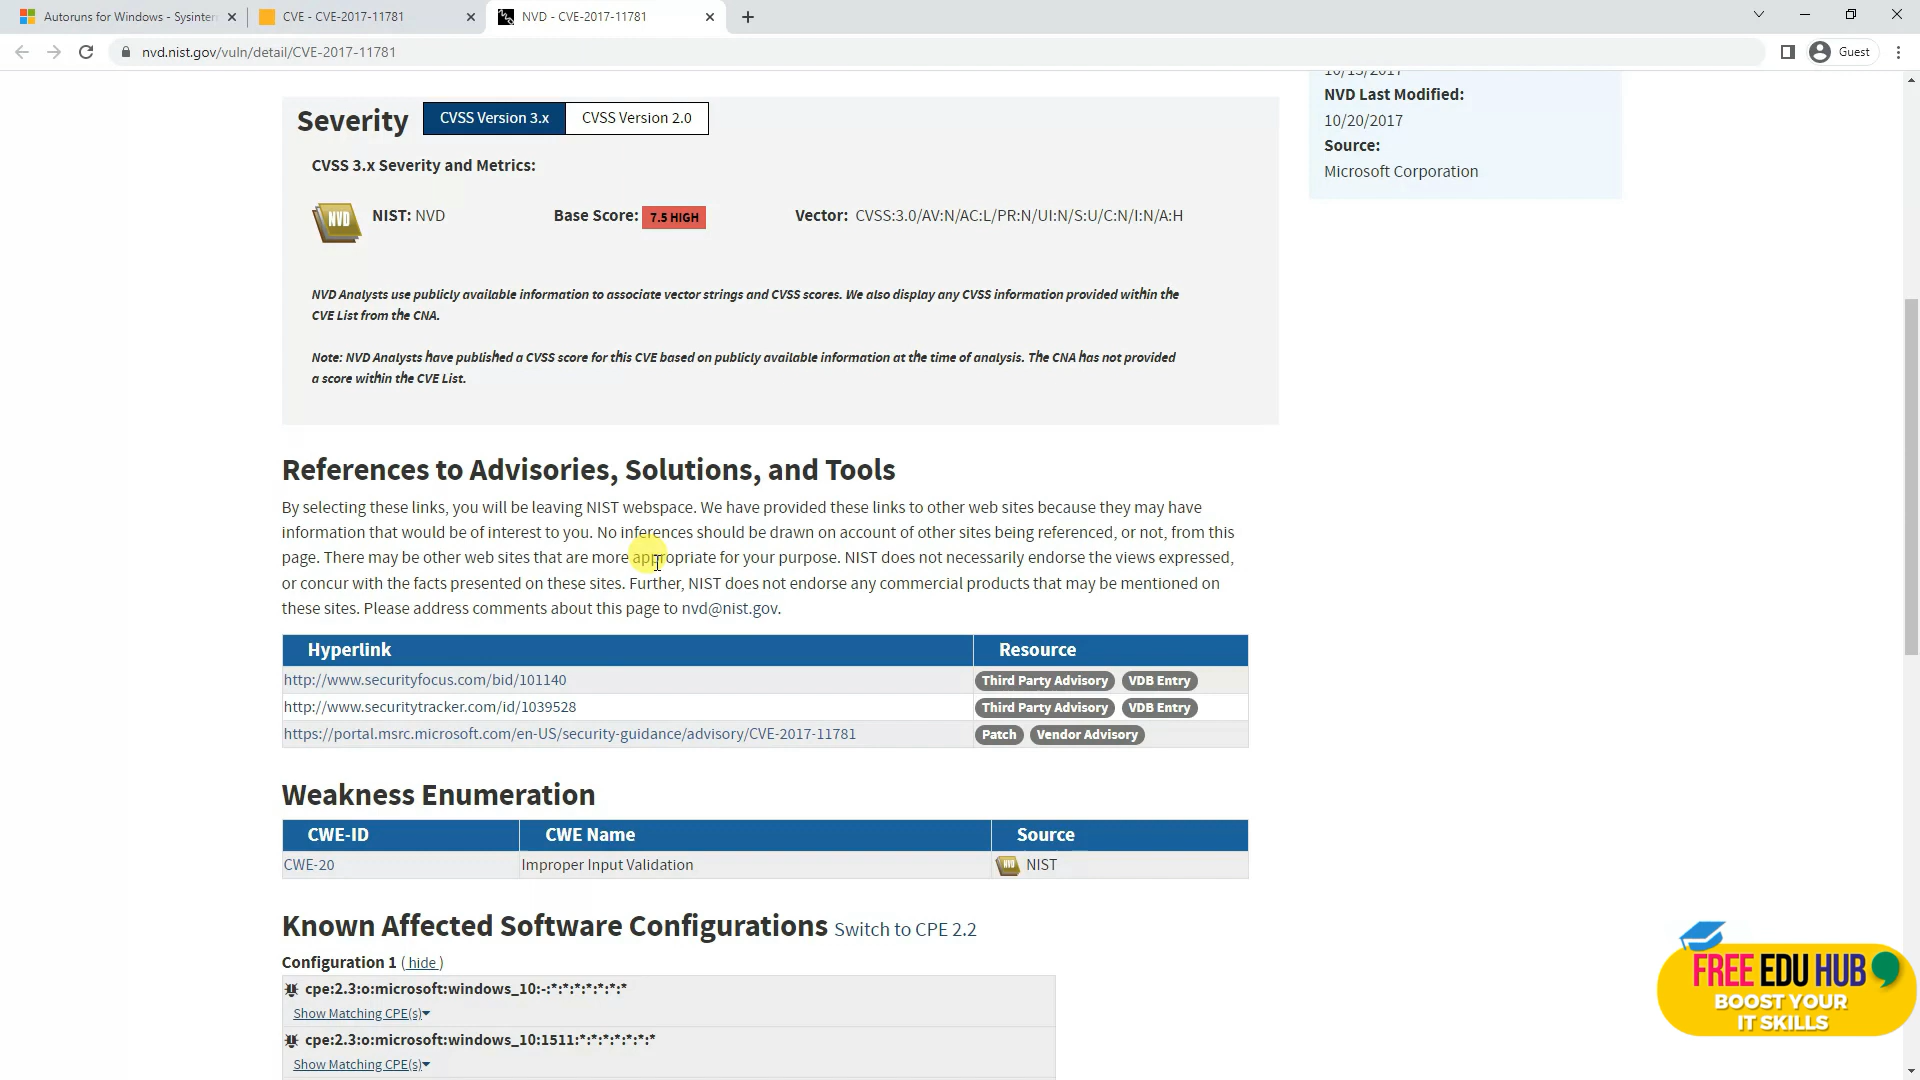 Autoruns for Windows - Sysinter
CVE - CVE-2017-11781
NVD - CVE-2017-11781
nvd.nist.gov/vuln/detail/CVE-2017-11781
Guest
10/13/2017
NVD Last Modified:
10/20/2017
Source:
Microsoft Corporation
Severity
CVSS Version 3.x
CVSS Version 2.0
CVSS 3.x Severity and Metrics:
NVD
NIST: NVD
Base Score: 7.5 HIGH
Vector: CVSS:3.0/AV:N/AC:L/PR:N/UI:N/S:U/C:N/I:N/A:H
NVD Analysts use publicly available information to associate vector strings and CVSS scores. We also display any CVSS information provided within the
CVE List from the CNA.
Note: NVD Analysts have published a CVSS score for this CVE based on publicly available information at the time of analysis. The CNA has not provided
a score within the CVE List.
References to Advisories, Solutions, and Tools
By selecting these links, you will be leaving NIST webspace. We have provided these links to other web sites because they may have
information that would be of interest to you. No inferences should be drawn on account of other sites being referenced, or not, from this
page. There may be other web sites that are more appropriate for your purpose. NIST does not necessarily endorse the views expressed,
or concur with the facts presented on these sites. Further, NIST does not endorse any commercial products that may be mentioned on
these sites. Please address comments about this page to nvd@nist.gov.
Hyperlink Resource
http://www.securityfocus.com/bid/101140 Third Party Advisory VDB Entry
http://www.securitytracker.com/id/1039528 Third Party Advisory VDB Entry
https://portal.msrc.microsoft.com/en-US/security-guidance/advisory/CVE-2017-11781 Patch Vendor Advisory
Weakness Enumeration
CWE-ID CWE Name Source
CWE-20 Improper Input Validation NVD NIST
Known Affected Software Configurations Switch to CPE 2.2
Configuration 1 ( hide )
cpe:2.3:o:microsoft:windows_10:-:*:*:*:*:*:*:*
Show Matching CPE(s)
cpe:2.3:o:microsoft:windows_10:1511:*:*:*:*:*:*:*
Show Matching CPE(s)
FREE EDU HUB
BOOST YOUR
IT SKILLS